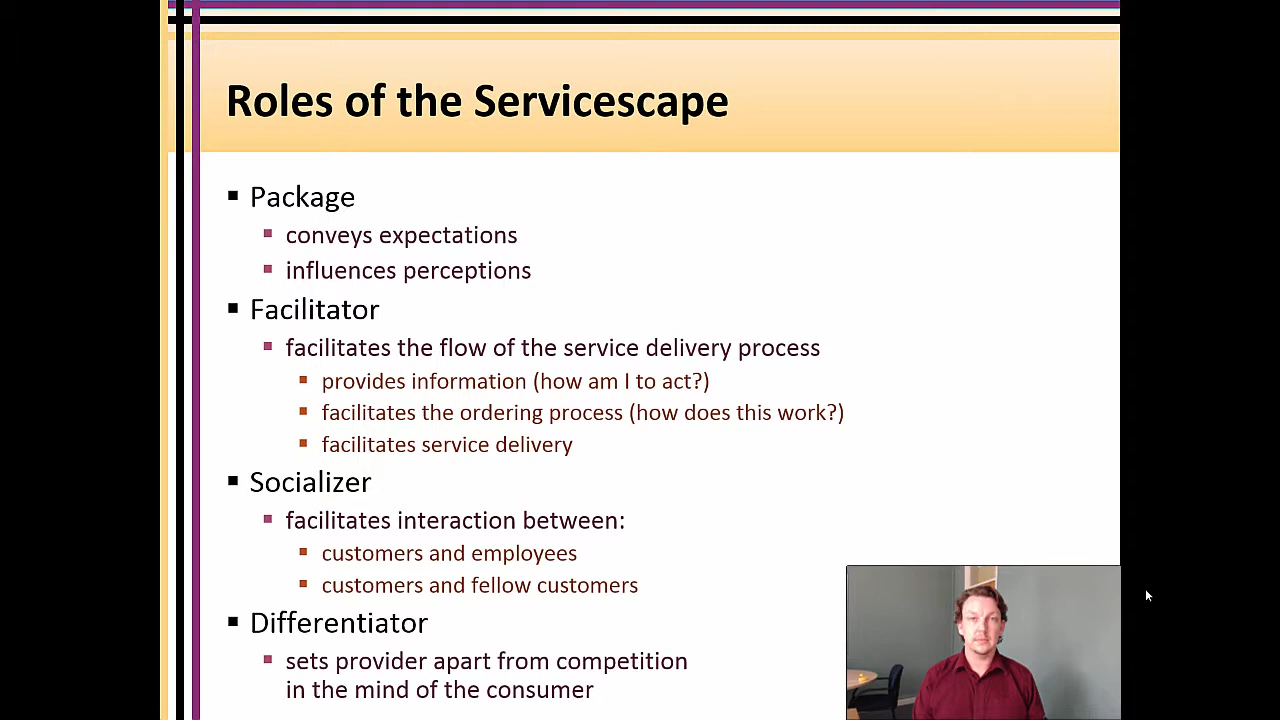 Roles of the Servicescape
Package
conveys expectations
influences perceptions
Facilitator
facilitates the flow of the service delivery process
provides information (how am I to act?)
facilitates the ordering process (how does this work?)
facilitates service delivery
Socializer
facilitates interaction between:
customers and employees
customers and fellow customers
Differentiator
sets provider apart from competition
in the mind of the consumer